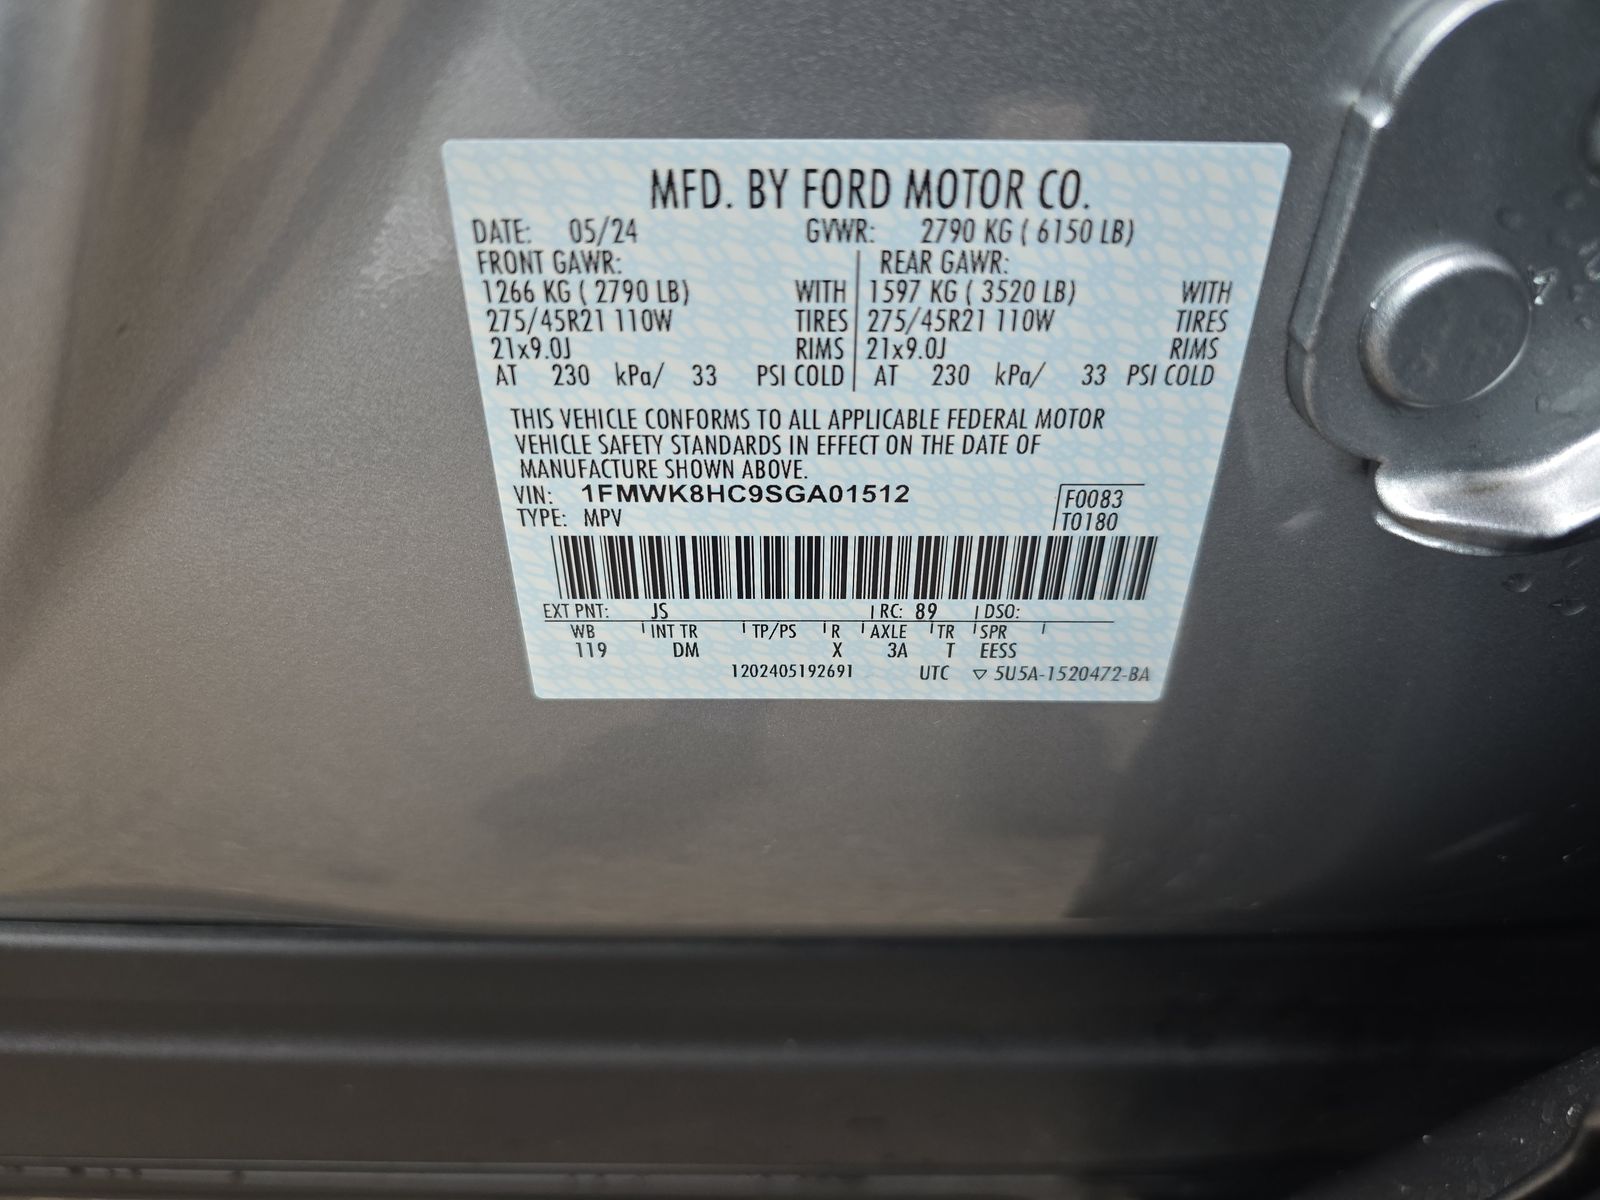 MFD. BY FORD MOTOR CO.
DATE: 05/24 GVWR: 2790 KG ( 6150 LB)
FRONT GAWR: REAR GAWR:
1266 KG ( 2790 LB) WITH 1597 KG ( 3520 LB) WITH
275/45R21 110W TIRES 275/45R21 110W TIRES
21x9.0J RIMS 21x9.0J RIMS
AT 230 kPa/ 33 PSI COLD AT 230 kPa/ 33 PSI COLD
THIS VEHICLE CONFORMS TO ALL APPLICABLE FEDERAL MOTOR
VEHICLE SAFETY STANDARDS IN EFFECT ON THE DATE OF
MANUFACTURE SHOWN ABOVE.
VIN: 1FMWK8HC9SGA01512 F0083
TYPE: MPV T0180
EXT PNT: JS RC: 89 DSO:
WB INT TR TP/PS R AXLE TR SPR
119 DM X 3A T EESS
1202405192691 UTC ▽ 5U5A-1520472-BA